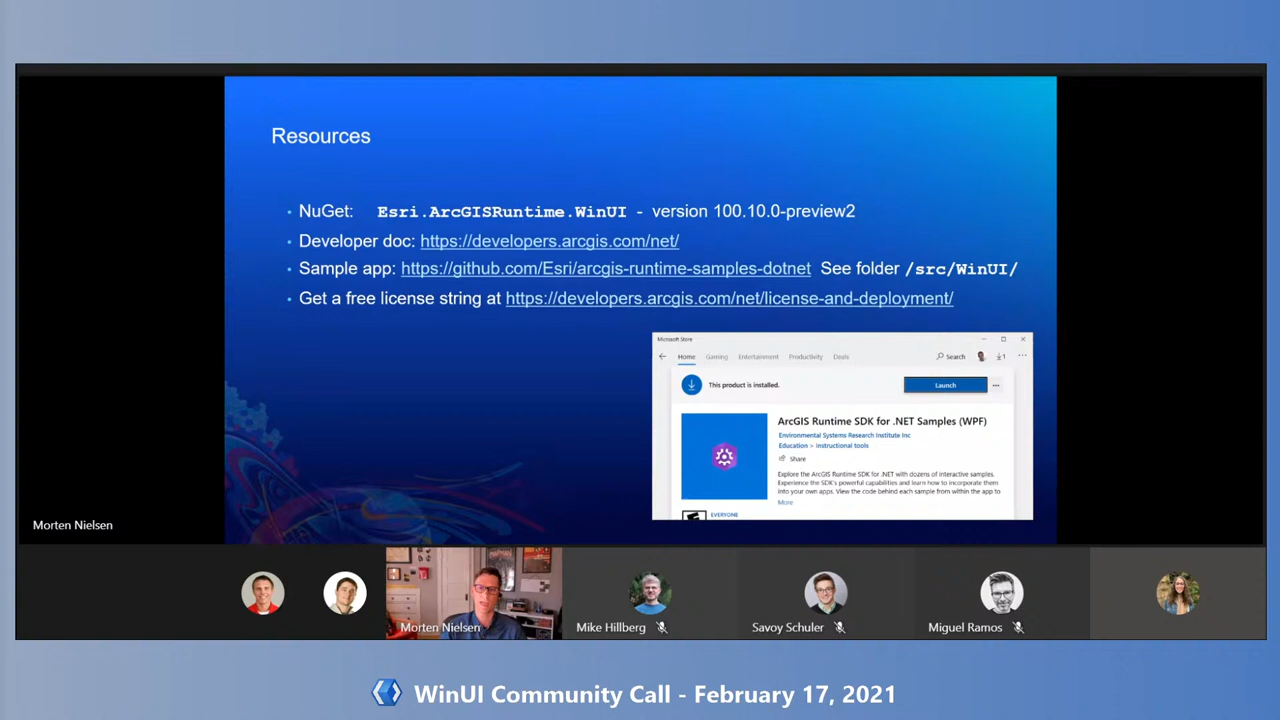 Resources
• NuGet: Esri.ArcGISRuntime.WinUI - version 100.10.0-preview2
• Developer doc: https://developers.arcgis.com/net/
• Sample app: https://github.com/Esri/arcgis-runtime-samples-dotnet See folder /src/WinUI/
• Get a free license string at https://developers.arcgis.com/net/license-and-deployment/
Microsoft Store
Home Gaming Entertainment Productivity Deals Search 1
This product is installed. Launch
ArcGIS Runtime SDK for .NET Samples (WPF)
Environmental Systems Research Institute Inc
Education > Instructional tools
Share
Explore the ArcGIS Runtime SDK for .NET with dozens of interactive samples.
Experience the SDK's powerful capabilities and learn how to incorporate them
into your own apps. View the code behind each sample from within the app to
More
EVERYONE
Morten Nielsen
Morten Nielsen Mike Hillberg Savoy Schuler Miguel Ramos
WinUI Community Call - February 17, 2021